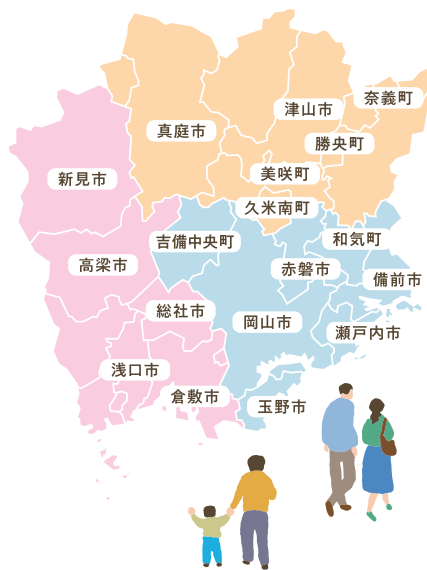 奈義町
津山市
真庭市
勝央町
美咲町
新見市
久米南町
吉備中央町
和気町
高梁市
赤磐市
備前市
総社市
岡山市
瀬戸内市
浅口市
倉敷市
玉野市